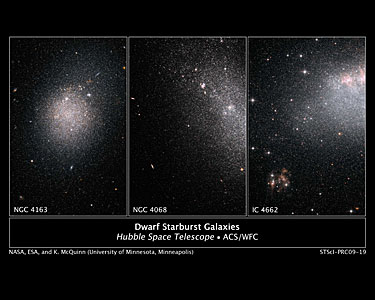 NGC 4163
NGC 4068
IC 4662
Dwarf Starburst Galaxies
Hubble Space Telescope • ACS/WFC
NASA, ESA, and K. McQuinn (University of Minnesota, Minneapolis)
STScI-PRC09-19